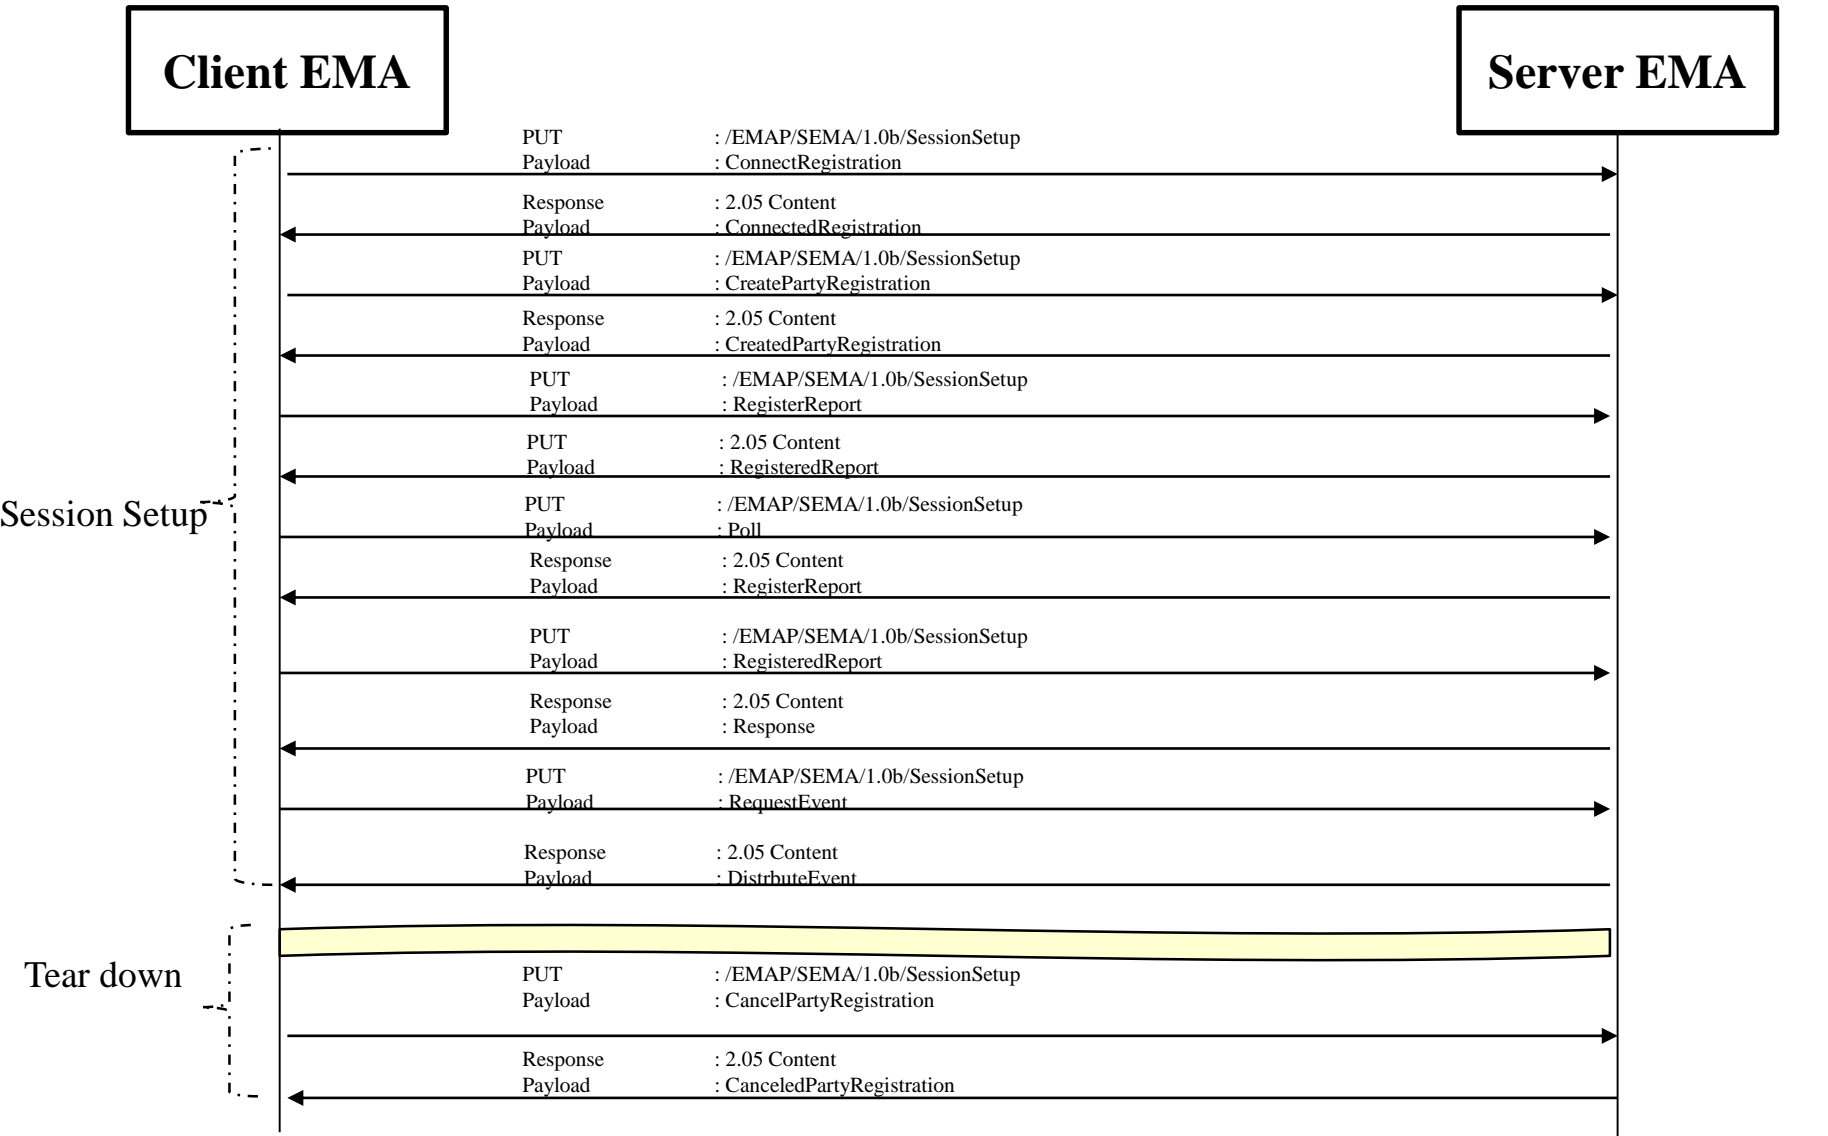 Client EMA
Server EMA
PUT : /EMAP/SEMA/1.0b/SessionSetup
Payload : ConnectRegistration
Response : 2.05 Content
Payload : ConnectedRegistration
PUT : /EMAP/SEMA/1.0b/SessionSetup
Payload : CreatePartyRegistration
Response : 2.05 Content
Payload : CreatedPartyRegistration
PUT : /EMAP/SEMA/1.0b/SessionSetup
Payload : RegisterReport
PUT : 2.05 Content
Payload : RegisteredReport
Session Setup
PUT : /EMAP/SEMA/1.0b/SessionSetup
Payload : Poll
Response : 2.05 Content
Payload : RegisterReport
PUT : /EMAP/SEMA/1.0b/SessionSetup
Payload : RegisteredReport
Response : 2.05 Content
Payload : Response
PUT : /EMAP/SEMA/1.0b/SessionSetup
Payload : RequestEvent
Response : 2.05 Content
Payload : DistrbuteEvent
Tear down
PUT : /EMAP/SEMA/1.0b/SessionSetup
Payload : CancelPartyRegistration
Response : 2.05 Content
Payload : CanceledPartyRegistration